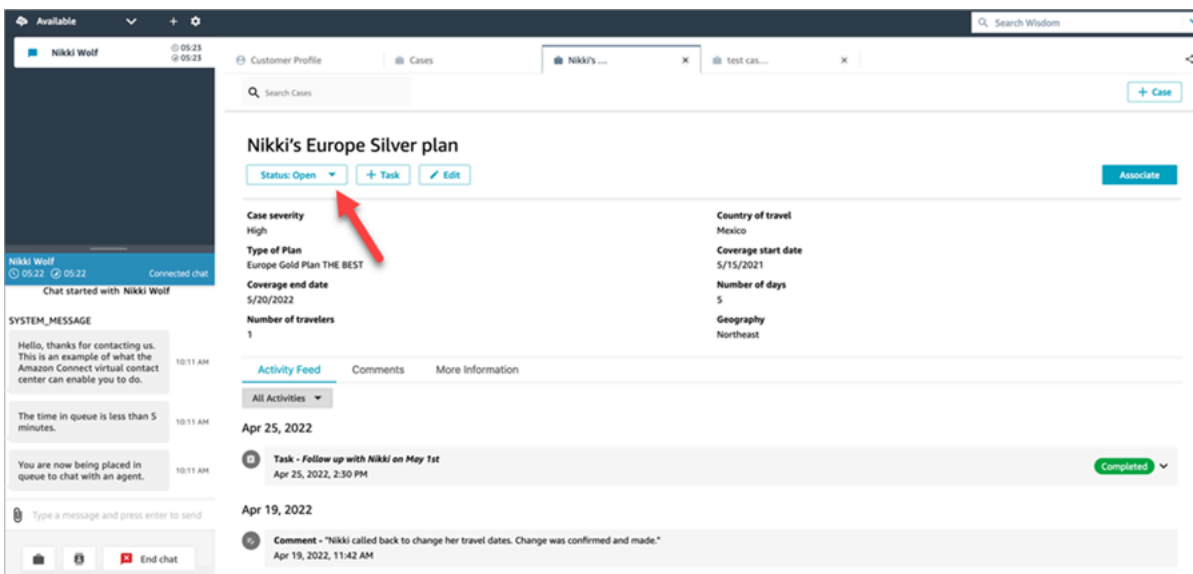 Available
Search Wisdom
Nikki Wolf
05:23
05:23
Customer Profile
Cases
Nikki's ...
test cas...
Search Cases
+ Case
Nikki's Europe Silver plan
Status: Open
+ Task
Edit
Associate
Case severity
High
Country of travel
Mexico
Type of Plan
Europe Gold Plan THE BEST
Coverage start date
5/15/2021
Coverage end date
5/20/2022
Number of days
5
Number of travelers
1
Geography
Northeast
Nikki Wolf
05:22 05:22 Connected chat
Chat started with Nikki Wolf
SYSTEM_MESSAGE
Hello, thanks for contacting us.
This is an example of what the
Amazon Connect virtual contact
center can enable you to do.
10:11 AM
The time in queue is less than 5
minutes.
10:11 AM
You are now being placed in
queue to chat with an agent.
10:11 AM
Type a message and press enter to send
End chat
Activity Feed
Comments
More Information
All Activities
Apr 25, 2022
Task - Follow up with Nikki on May 1st
Apr 25, 2022, 2:30 PM
Completed
Apr 19, 2022
Comment - "Nikki called back to change her travel dates. Change was confirmed and made."
Apr 19, 2022, 11:42 AM